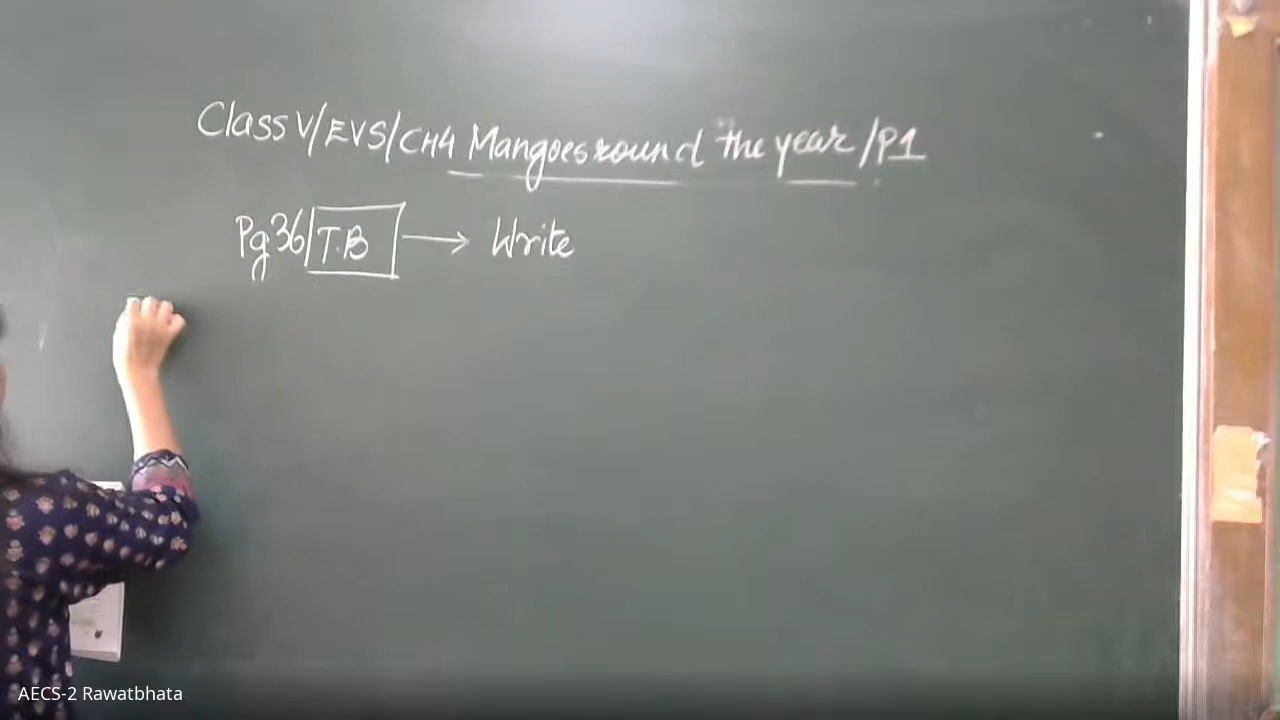 Class V/EVS/CH4 Mangoes round the year/P1
Pg 36/T.B → Write
AECS-2 Rawatbhata